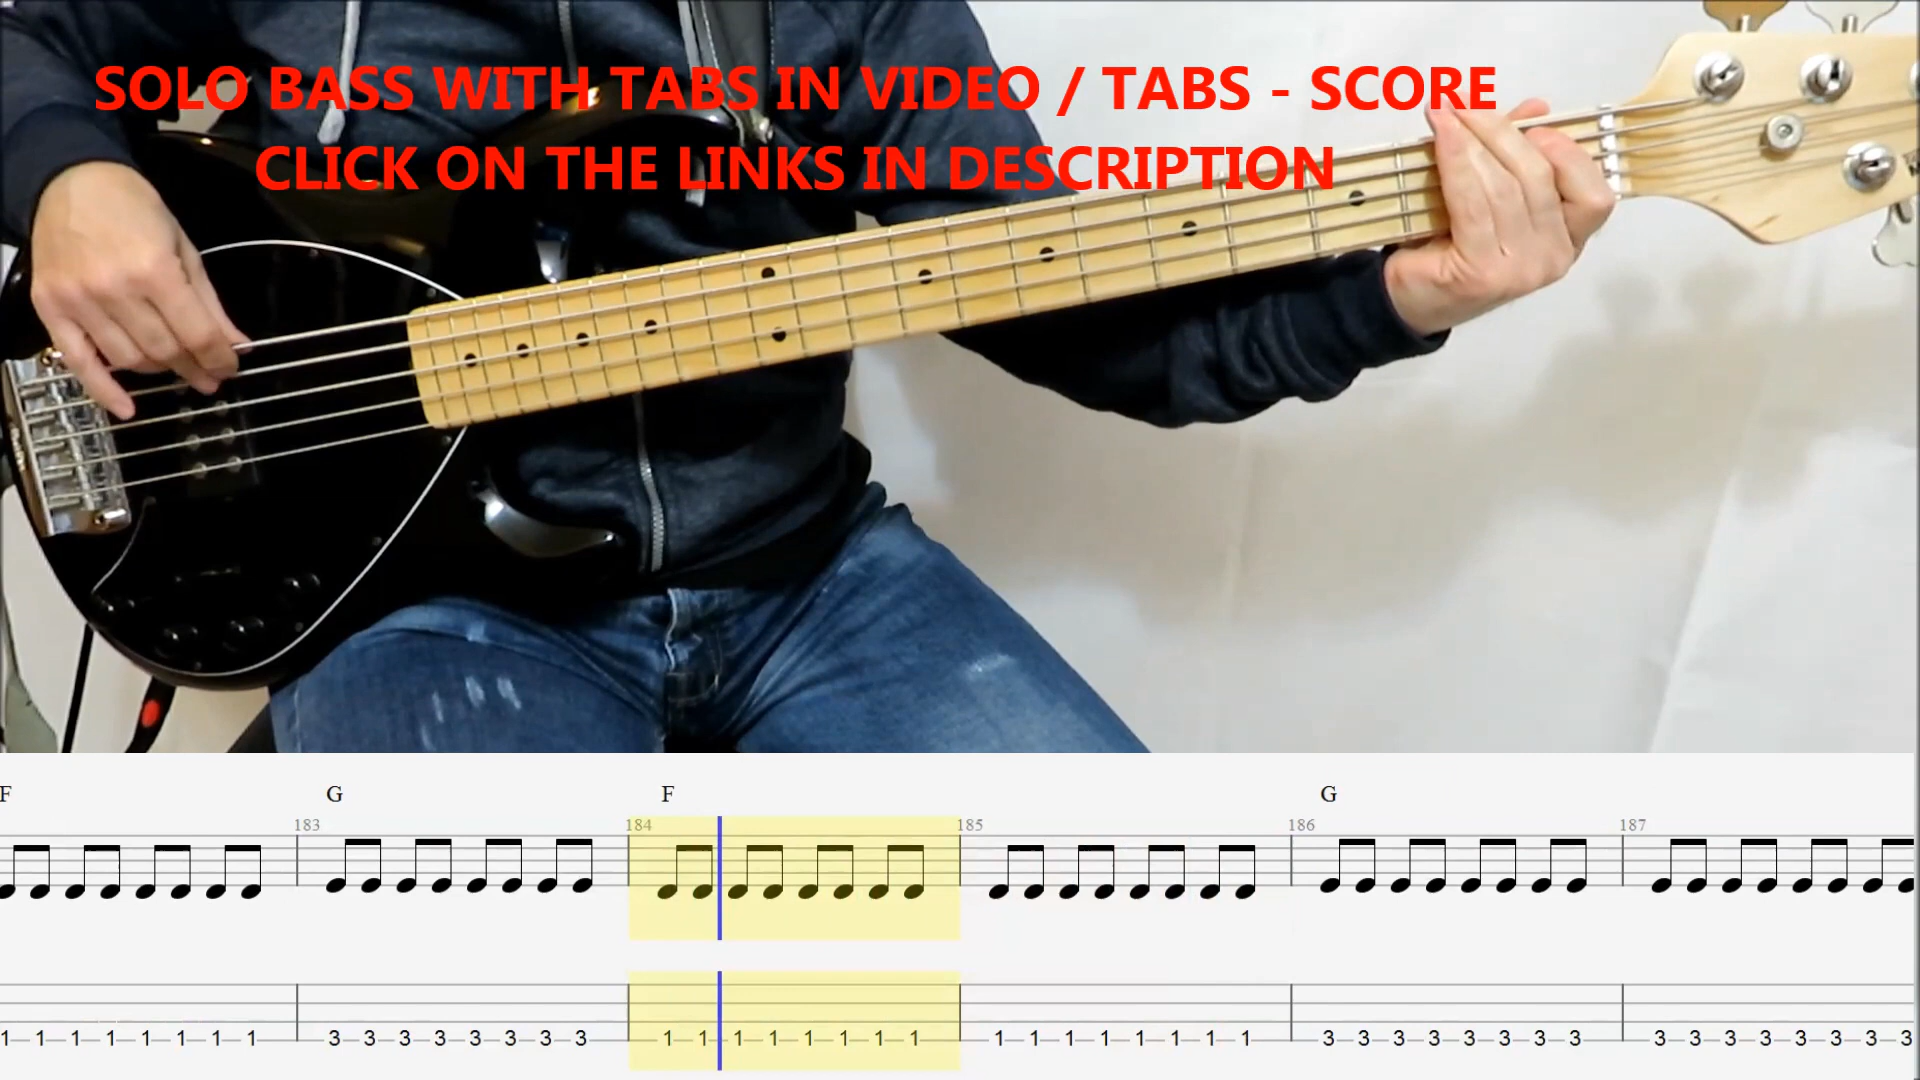 SOLO BASS WITH TABS IN VIDEO / TABS - SCORE
CLICK ON THE LINKS IN DESCRIPTION
F G F G
183 184 185 186 187
1 1 1 1 1 1 1 1 3 3 3 3 3 3 3 3 1 1 1 1 1 1 1 1 1 1 1 1 1 1 1 1 3 3 3 3 3 3 3 3 3 3 3 3 3 3 3 3